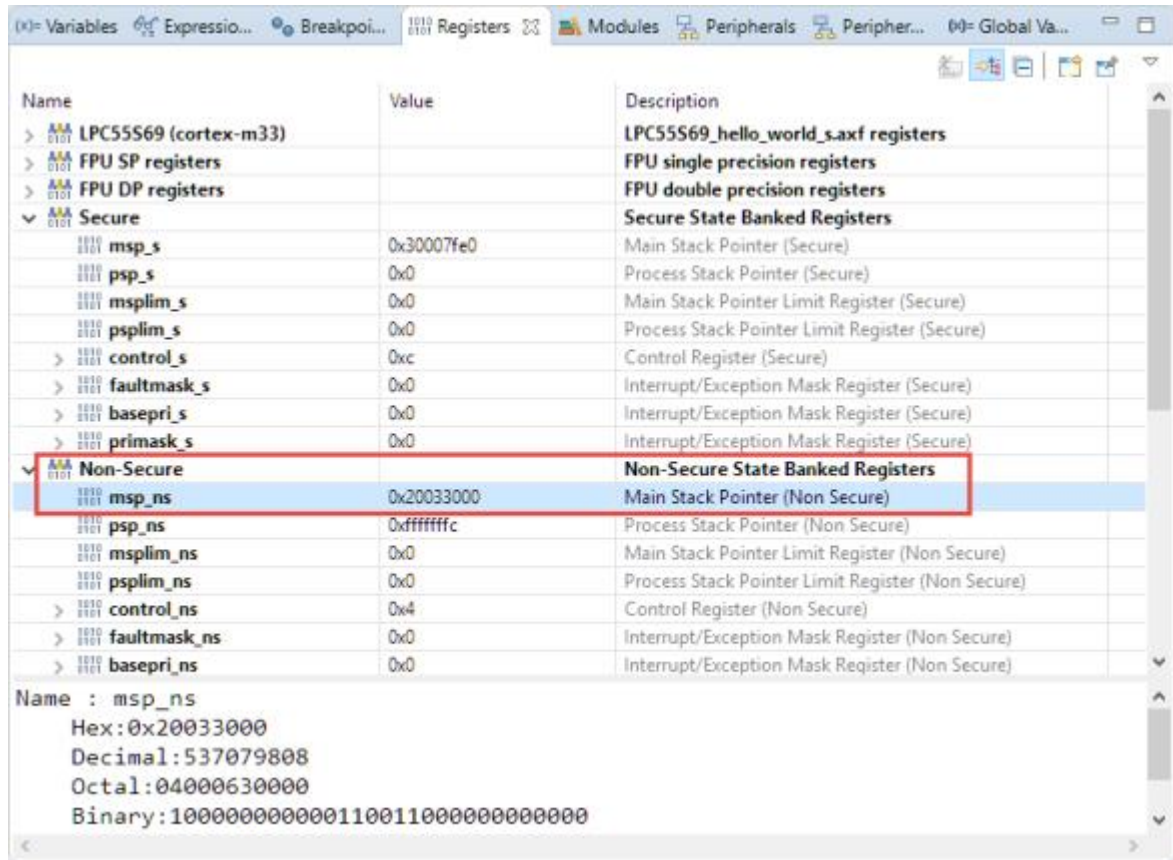 (x)= Variables Expressio... Breakpoi... Registers Modules Peripherals Peripher... (x)= Global Va...
Name Value Description
LPC55S69 (cortex-m33) LPC55S69_hello_world_s.axf registers
FPU SP registers FPU single precision registers
FPU DP registers FPU double precision registers
Secure Secure State Banked Registers
msp_s 0x30007fe0 Main Stack Pointer (Secure)
psp_s 0x0 Process Stack Pointer (Secure)
msplim_s 0x0 Main Stack Pointer Limit Register (Secure)
psplim_s 0x0 Process Stack Pointer Limit Register (Secure)
control_s 0xc Control Register (Secure)
faultmask_s 0x0 Interrupt/Exception Mask Register (Secure)
basepri_s 0x0 Interrupt/Exception Mask Register (Secure)
primask_s 0x0 Interrupt/Exception Mask Register (Secure)
Non-Secure Non-Secure State Banked Registers
msp_ns 0x20033000 Main Stack Pointer (Non Secure)
psp_ns 0xfffffffc Process Stack Pointer (Non Secure)
msplim_ns 0x0 Main Stack Pointer Limit Register (Non Secure)
psplim_ns 0x0 Process Stack Pointer Limit Register (Non Secure)
control_ns 0x4 Control Register (Non Secure)
faultmask_ns 0x0 Interrupt/Exception Mask Register (Non Secure)
basepri_ns 0x0 Interrupt/Exception Mask Register (Non Secure)
Name : msp_ns
Hex:0x20033000
Decimal:537079808
Octal:04000630000
Binary:100000000000110011000000000000